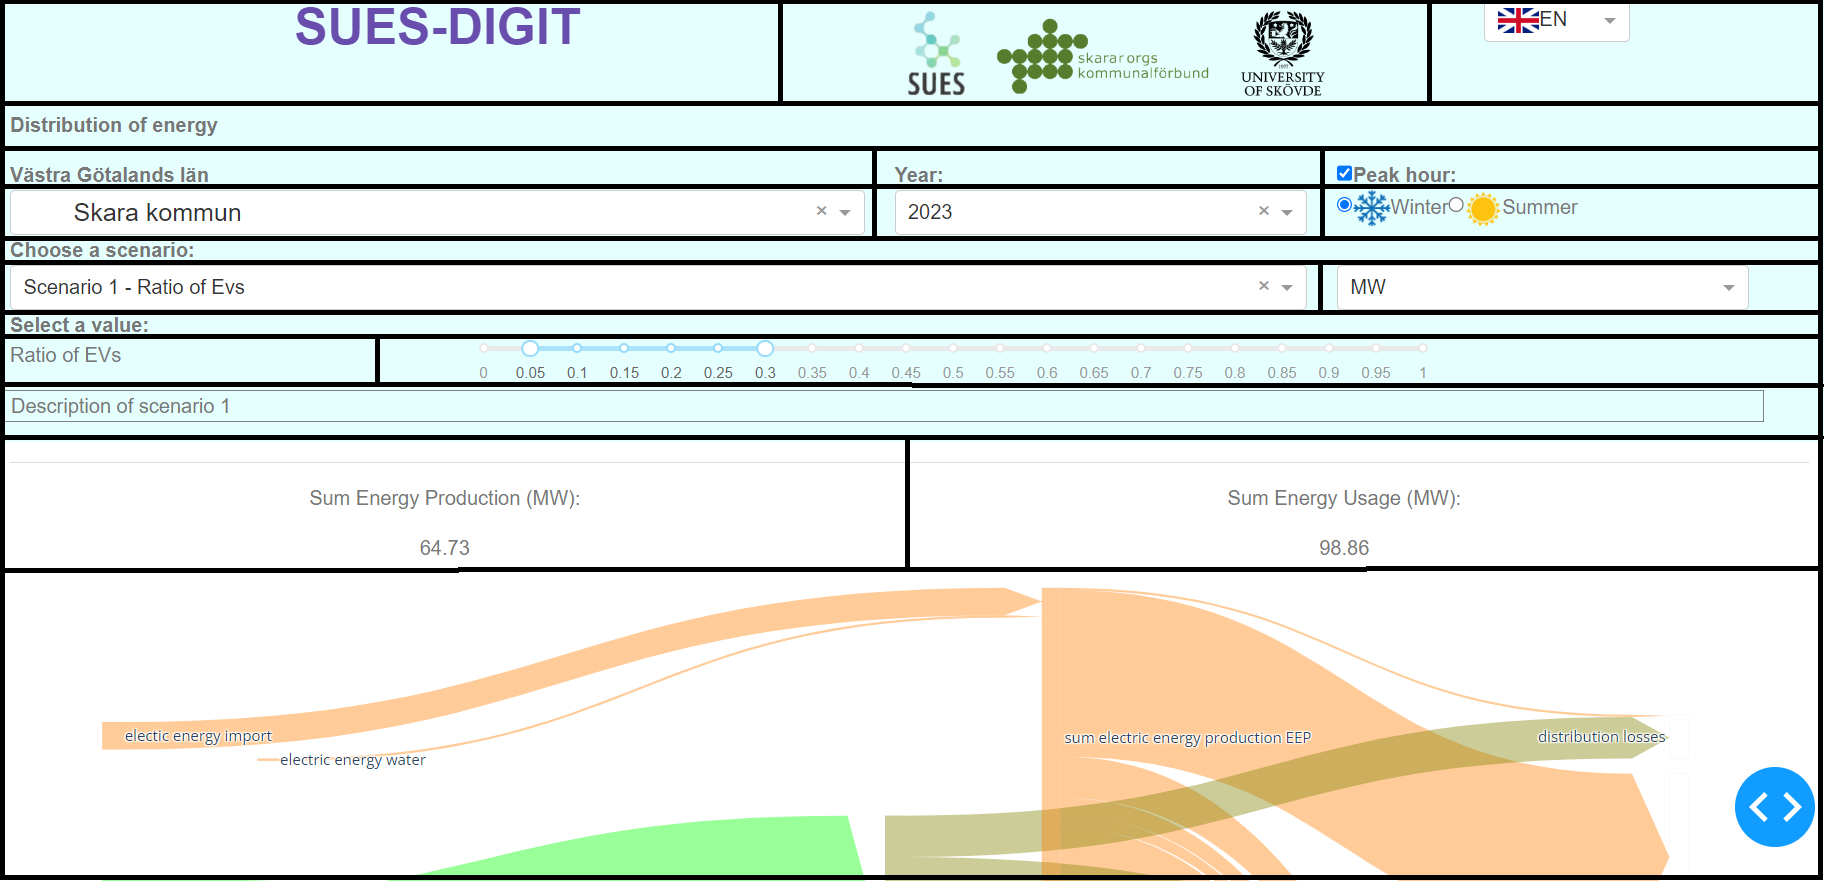 SUES-DIGIT
SUES
skararorgs
kommunalförbund
UNIVERSITY
OF SKÖVDE
EN
Distribution of energy
Västra Götalands län
Year:
Peak hour:
Skara kommun
2023
Winter
Summer
Choose a scenario:
Scenario 1 - Ratio of Evs
MW
Select a value:
Ratio of EVs
0 0.05 0.1 0.15 0.2 0.25 0.3 0.35 0.4 0.45 0.5 0.55 0.6 0.65 0.7 0.75 0.8 0.85 0.9 0.95 1
Description of scenario 1
Sum Energy Production (MW):
64.73
Sum Energy Usage (MW):
98.86
electic energy import
electric energy water
sum electric energy production EEP
distribution losses